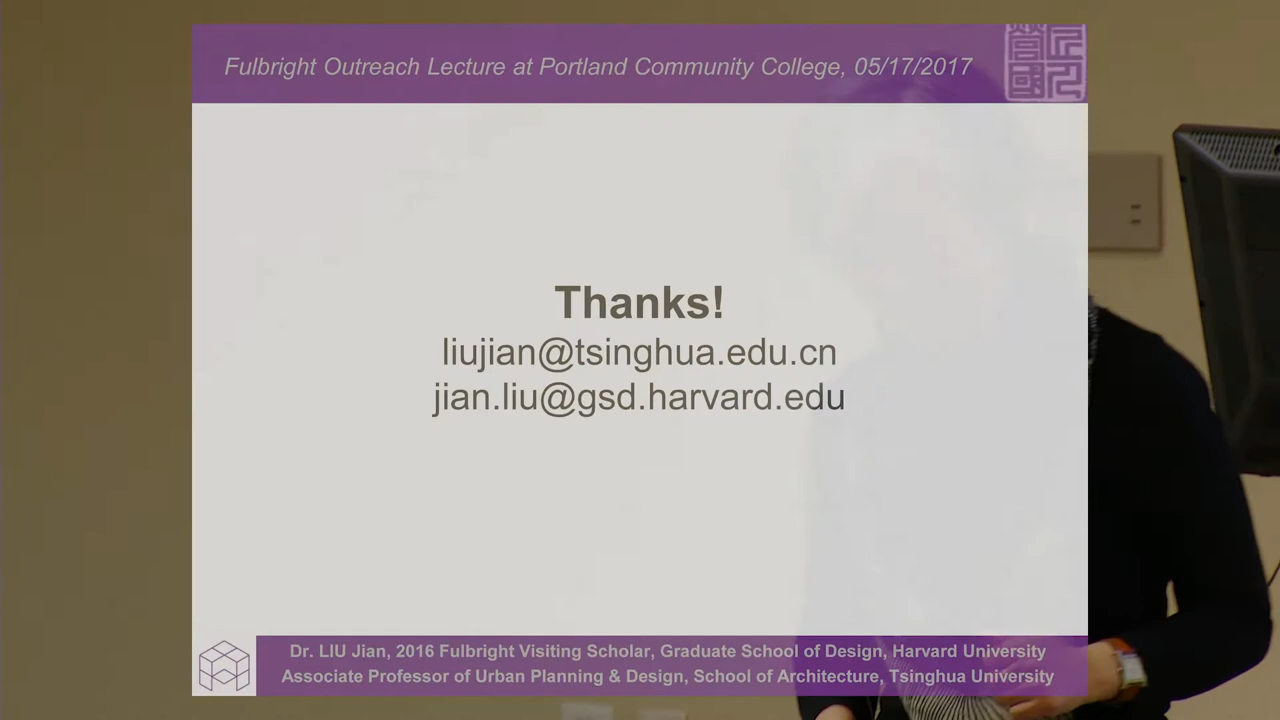 Fulbright Outreach Lecture at Portland Community College, 05/17/2017
Thanks!
liujian@tsinghua.edu.cn
jian.liu@gsd.harvard.edu
Dr. LIU Jian, 2016 Fulbright Visiting Scholar, Graduate School of Design, Harvard University
Associate Professor of Urban Planning & Design, School of Architecture, Tsinghua University